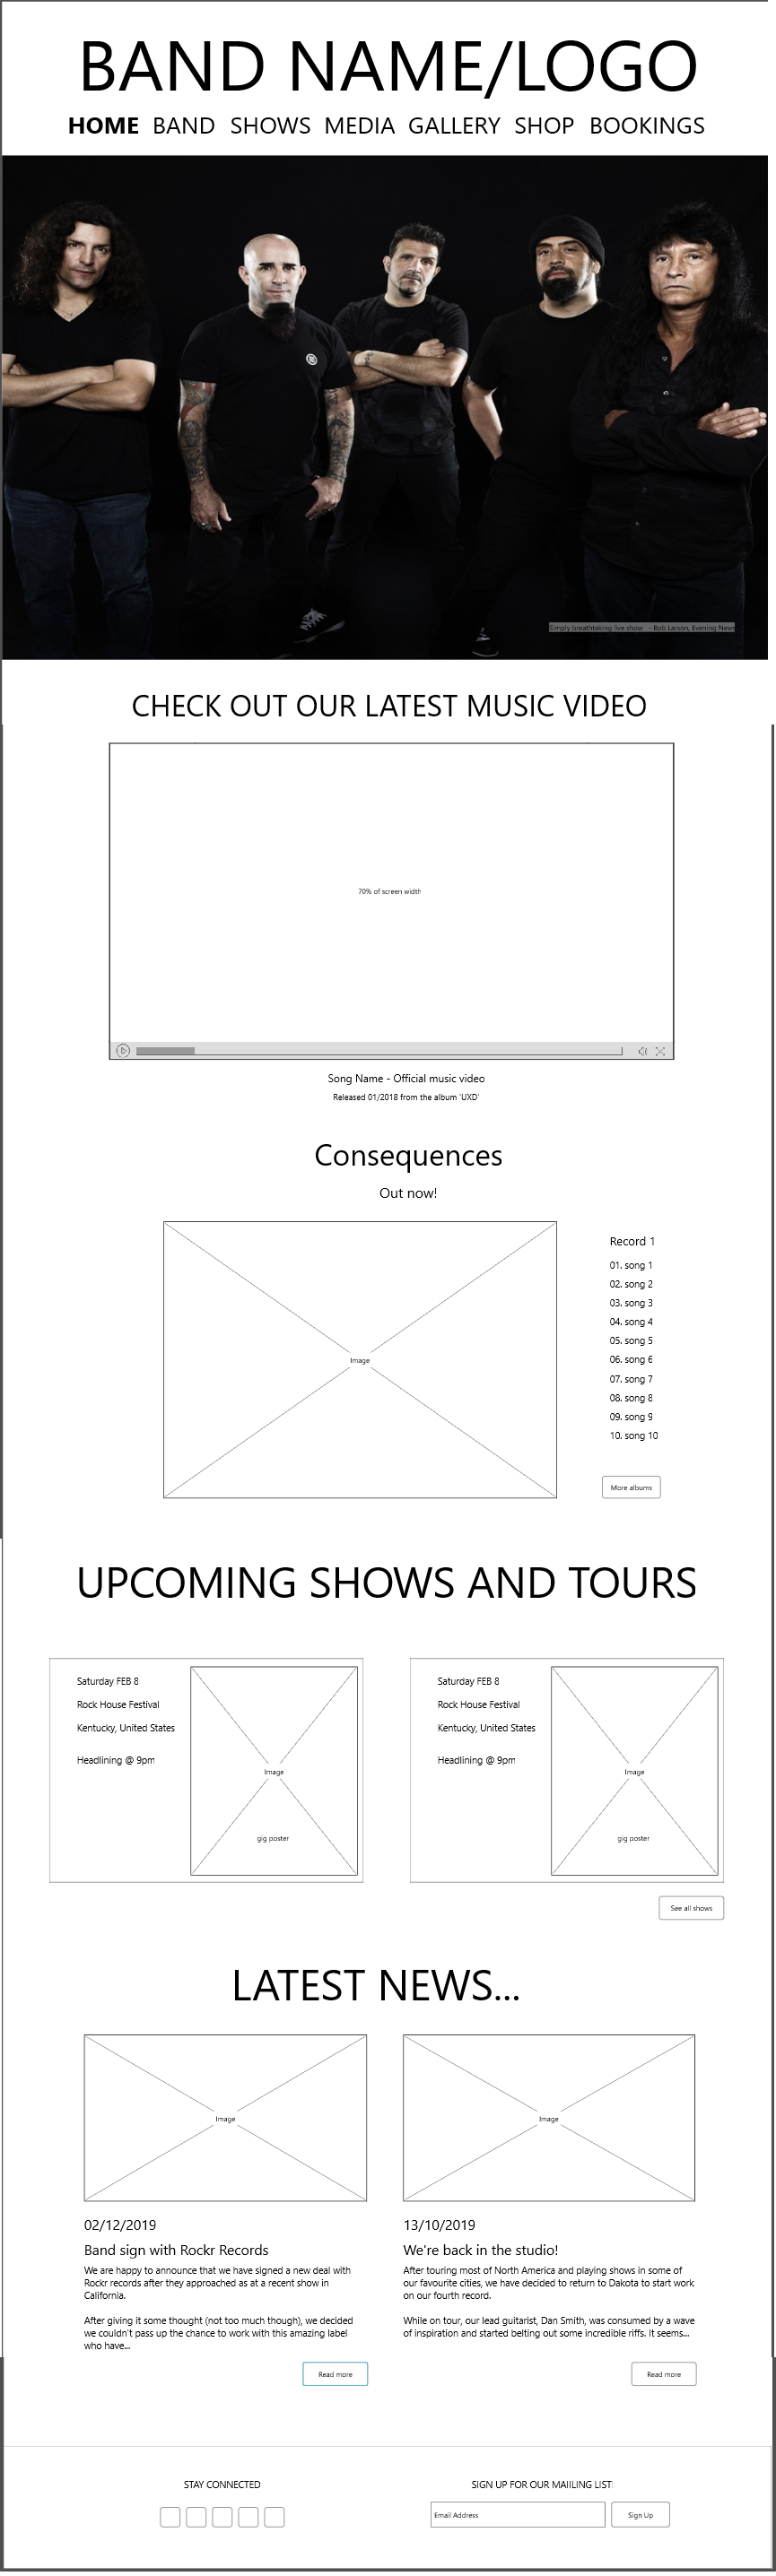 BAND NAME/LOGO
HOME BAND SHOWS MEDIA GALLERY SHOP BOOKINGS
Simply breathtaking live show - Bob Larson, Evening News
CHECK OUT OUR LATEST MUSIC VIDEO
70% of screen width
Song Name - Official music video
Released 01/2018 from the album 'UXD'
Consequences
Out now!
Image
Record 1
01. song 1
02. song 2
03. song 3
04. song 4
05. song 5
06. song 6
07. song 7
08. song 8
09. song 9
10. song 10
More albums
UPCOMING SHOWS AND TOURS
Saturday FEB 8
Rock House Festival
Kentucky, United States
Headlining @ 9pm
Image
gig poster
Saturday FEB 8
Rock House Festival
Kentucky, United States
Headlining @ 9pm
Image
gig poster
See all shows
LATEST NEWS...
Image
02/12/2019
Band sign with Rockr Records
We are happy to announce that we have signed a new deal with
Rockr records after they approached as at a recent show in
California.
After giving it some thought (not too much though), we decided
we couldn't pass up the chance to work with this amazing label
who have...
Read more
Image
13/10/2019
We're back in the studio!
After touring most of North America and playing shows in some of
our favourite cities, we have decided to return to Dakota to start work
on our fourth record.
While on tour, our lead guitarist, Dan Smith, was consumed by a wave
of inspiration and started belting out some incredible riffs. It seems...
Read more
STAY CONNECTED
SIGN UP FOR OUR MAIILING LIST!
Email Address
Sign Up